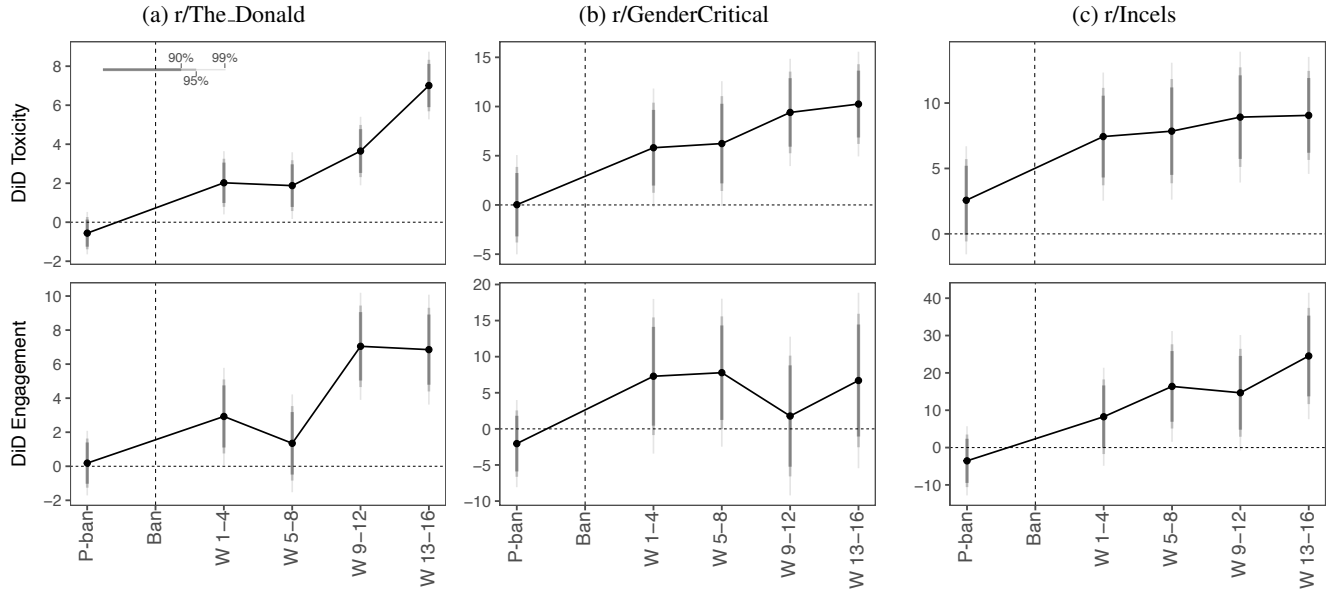 (a) r/The_Donald
(b) r/GenderCritical
(c) r/Incels
DiD Toxicity
8
6
4
2
0
−2
90%
99%
95%
15
10
5
0
−5
10
5
0
DiD Engagement
10
8
6
4
2
0
−2
20
15
10
5
0
−5
−10
40
30
20
10
0
−10
P-ban
Ban
W 1−4
W 5−8
W 9−12
W 13−16
P-ban
Ban
W 1−4
W 5−8
W 9−12
W 13−16
P-ban
Ban
W 1−4
W 5−8
W 9−12
W 13−16